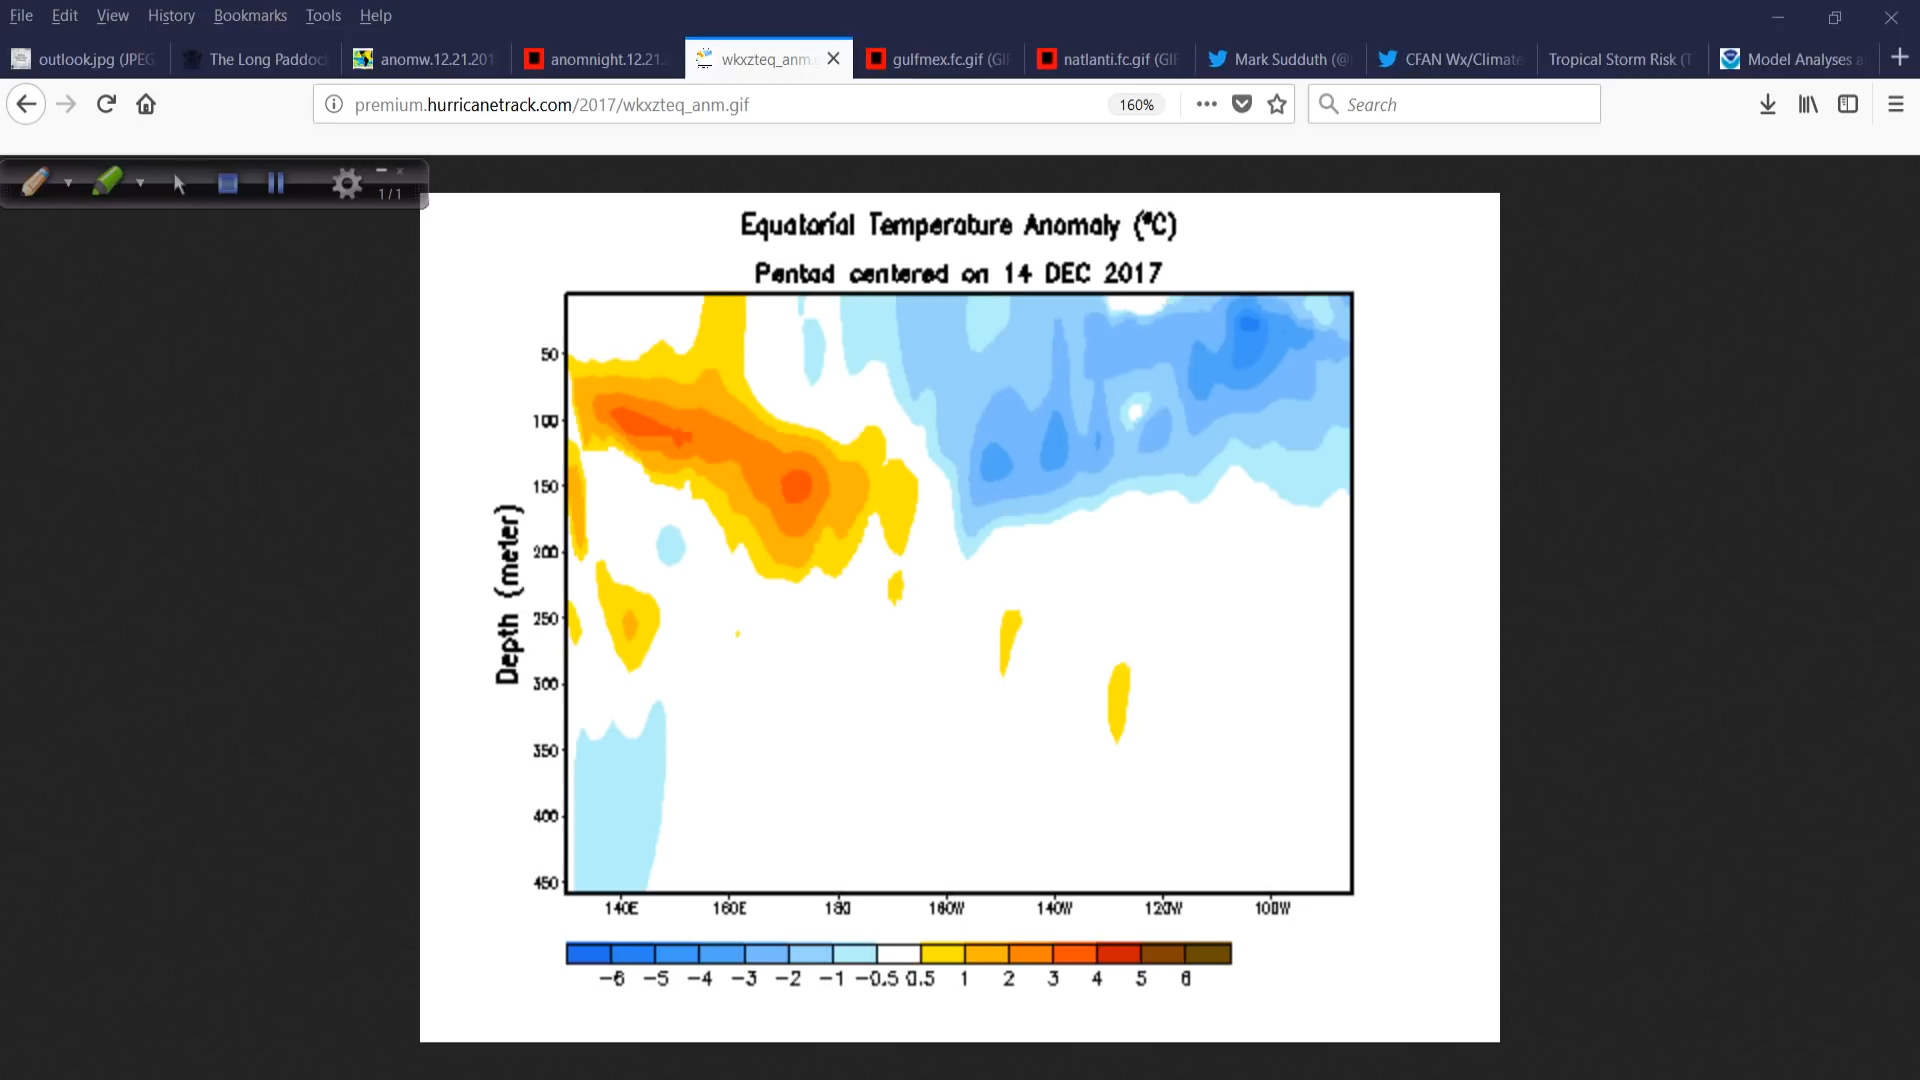 File Edit View History Bookmarks Tools Help
outlook.jpg (JPEG The Long Paddoc anomw.12.21.201 anomnight.12.21. wkxzteq_anm. gulfmex.fc.gif (GI natlanti.fc.gif (GI Mark Sudduth (@ CFAN Wx/Climate Tropical Storm Risk (T Model Analyses a
premium.hurricanetrack.com/2017/wkxzteq_anm.gif 160% Search
1/1
Equatorial Temperature Anomaly (°C)
Pentad centered on 14 DEC 2017
Depth (meter)
50
100
150
200
250
300
350
400
450
140E 160E 180 160W 140W 120W 100W
-6 -5 -4 -3 -2 -1 -0.5 0.5 1 2 3 4 5 6